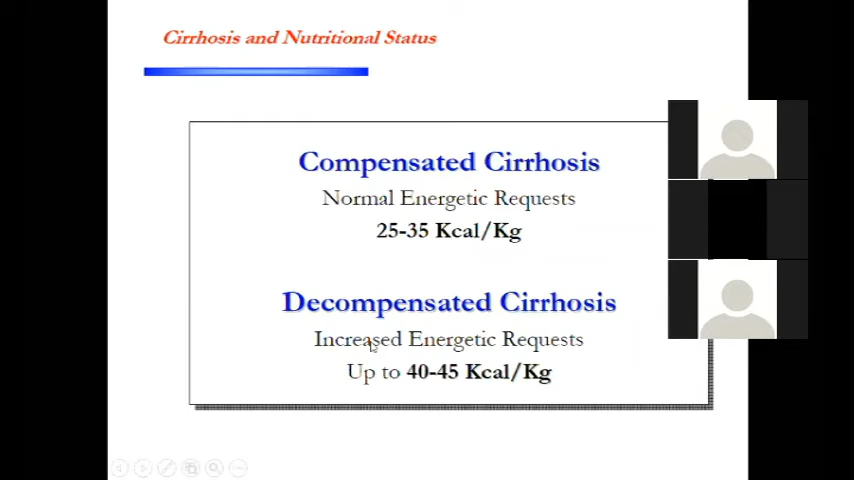 Cirrhosis and Nutritional Status
Compensated Cirrhosis
Normal Energetic Requests
25-35 Kcal/Kg
Decompensated Cirrhosis
Increased Energetic Requests
Up to 40-45 Kcal/Kg